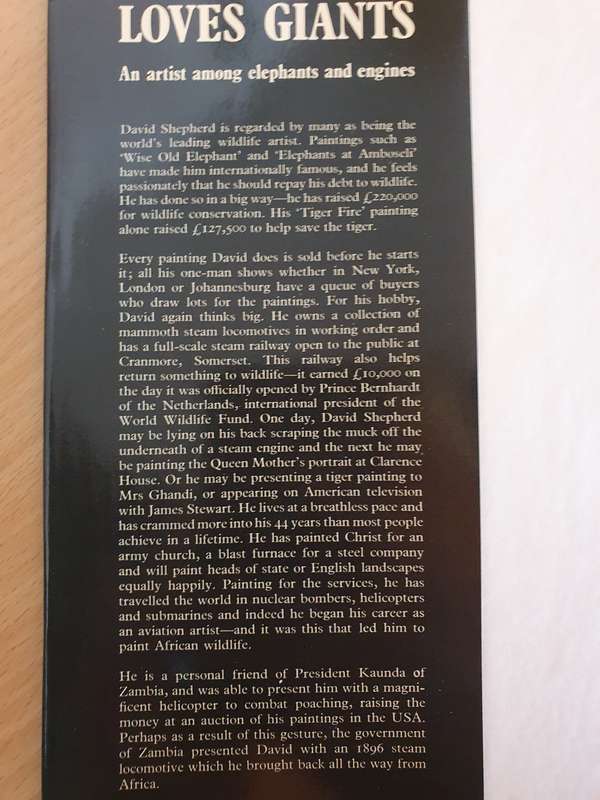 LOVES GIANTS
An artist among elephants and engines
David Shepherd is regarded by many as being the
world's leading wildlife artist. Paintings such as
'Wise Old Elephant' and 'Elephants at Amboseli'
have made him internationally famous, and he feels
passionately that he should repay his debt to wildlife.
He has done so in a big way—he has raised £220,000
for wildlife conservation. His 'Tiger Fire' painting
alone raised £127,500 to help save the tiger.
Every painting David does is sold before he starts
it; all his one-man shows whether in New York,
London or Johannesburg have a queue of buyers
who draw lots for the paintings. For his hobby,
David again thinks big. He owns a collection of
mammoth steam locomotives in working order and
has a full-scale steam railway open to the public at
Cranmore, Somerset. This railway also helps
return something to wildlife—it earned £10,000 on
the day it was officially opened by Prince Bernhardt
of the Netherlands, international president of the
World Wildlife Fund. One day, David Shepherd
may be lying on his back scraping the muck off the
underneath of a steam engine and the next he may
be painting the Queen Mother's portrait at Clarence
House. Or he may be presenting a tiger painting to
Mrs Ghandi, or appearing on American television
with James Stewart. He lives at a breathless pace and
has crammed more into his 44 years than most people
achieve in a lifetime. He has painted Christ for an
army church, a blast furnace for a steel company
and will paint heads of state or English landscapes
equally happily. Painting for the services, he has
travelled the world in nuclear bombers, helicopters
and submarines and indeed he began his career as
an aviation artist—and it was this that led him to
paint African wildlife.
He is a personal friend of President Kaunda of
Zambia, and was able to present him with a magni-
ficent helicopter to combat poaching, raising the
money at an auction of his paintings in the USA.
Perhaps as a result of this gesture, the government
of Zambia presented David with an 1896 steam
locomotive which he brought back all the way from
Africa.